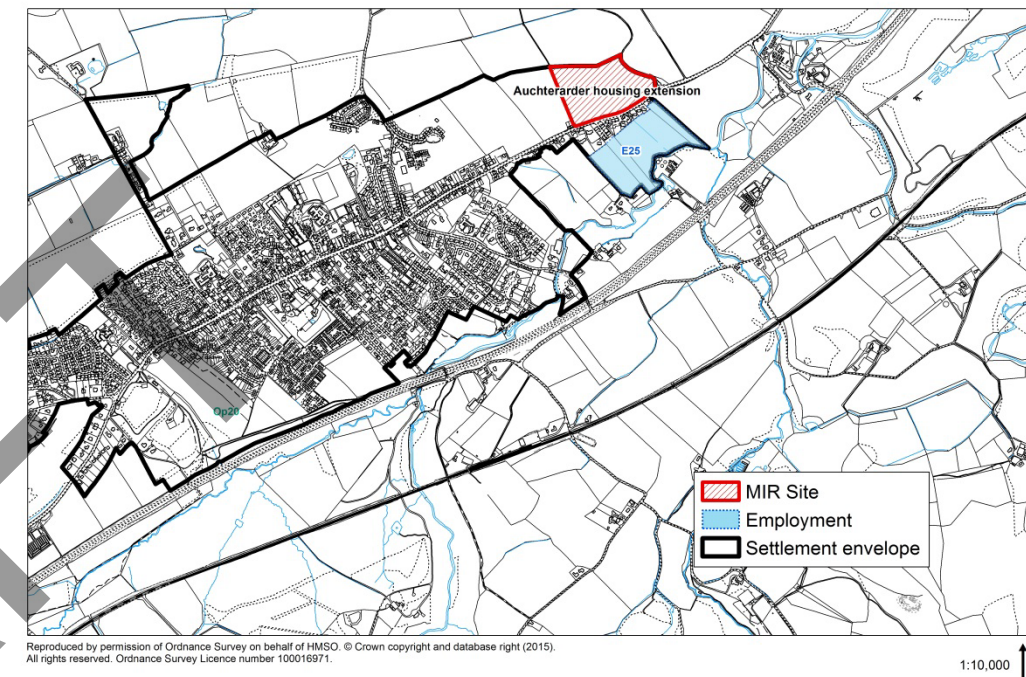 Auchterarder housing extension
E25
Op20
MIR Site
Employment
Settlement envelope
Reproduced by permission of Ordnance Survey on behalf of HMSO. © Crown copyright and database right (2015).
All rights reserved. Ordnance Survey Licence number 100016971.
1:10,000